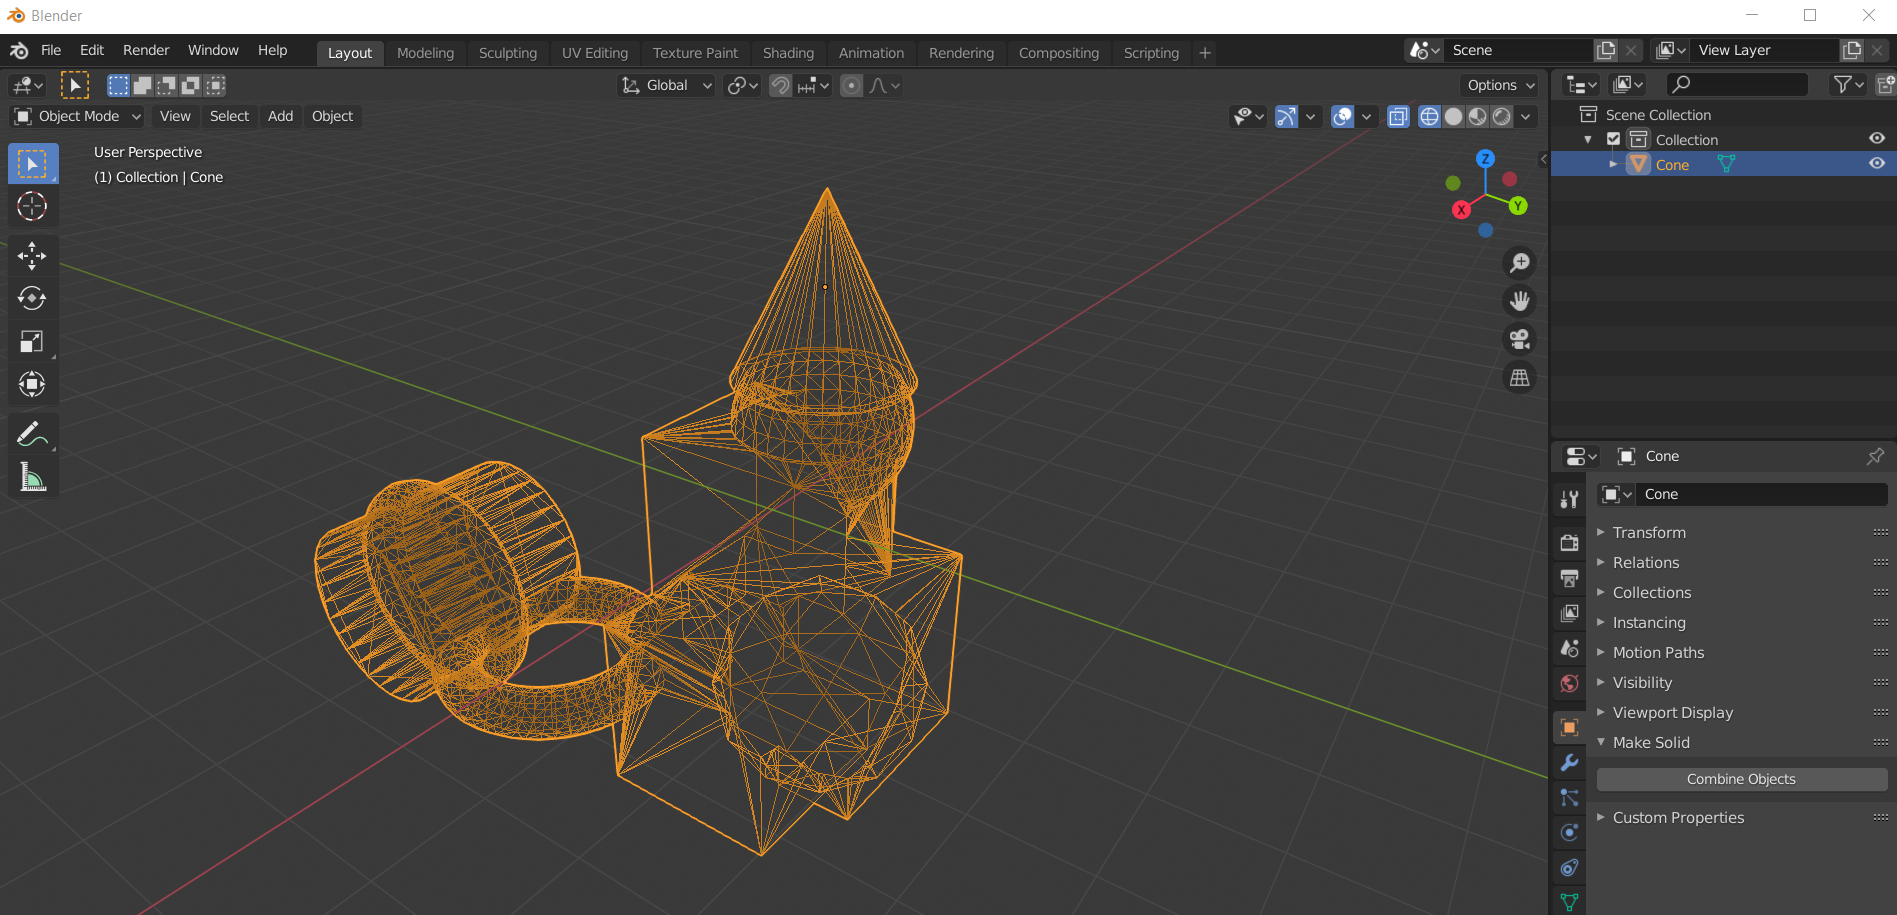 Blender
File Edit Render Window Help Layout Modeling Sculpting UV Editing Texture Paint Shading Animation Rendering Compositing Scripting + Scene View Layer
Global Options
Object Mode View Select Add Object
User Perspective
(1) Collection | Cone
Z
Y
X
Scene Collection
Collection
Cone
Cone
Cone
Transform
Relations
Collections
Instancing
Motion Paths
Visibility
Viewport Display
Make Solid
Combine Objects
Custom Properties